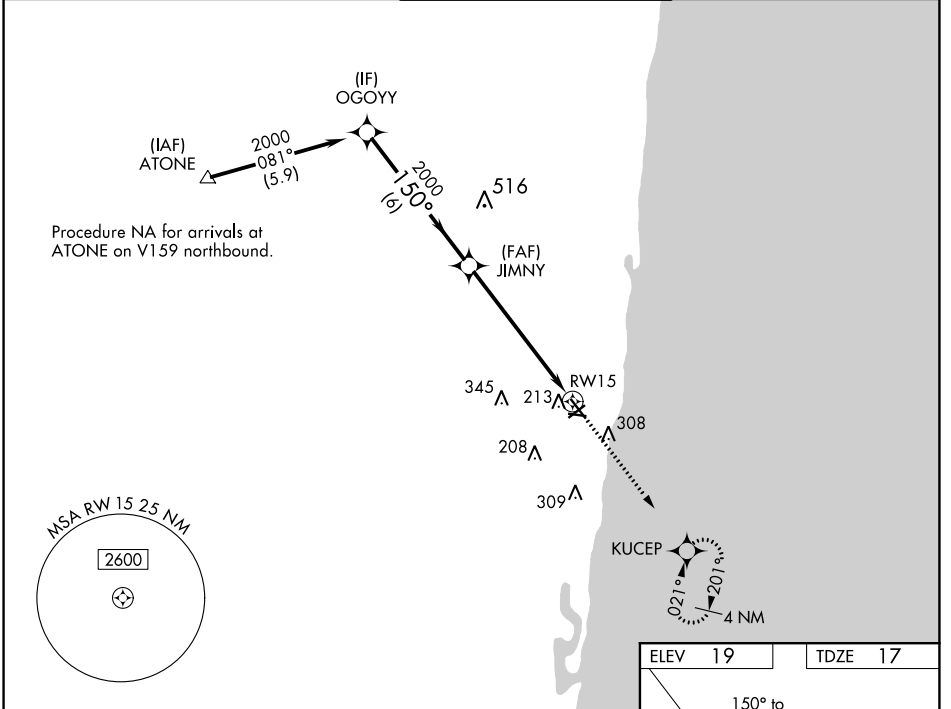 (IF)
OGOYY
(IAF)
ATONE
2000
081°
(5.9)
2000
150°
(6)
516
Procedure NA for arrivals at
ATONE on V159 northbound.
(FAF)
JIMNY
RW15
345
213
308
208
309
MSA RW 15 25 NM
2600
KUCEP
021°
201°
4 NM
ELEV 19
TDZE 17
150° to